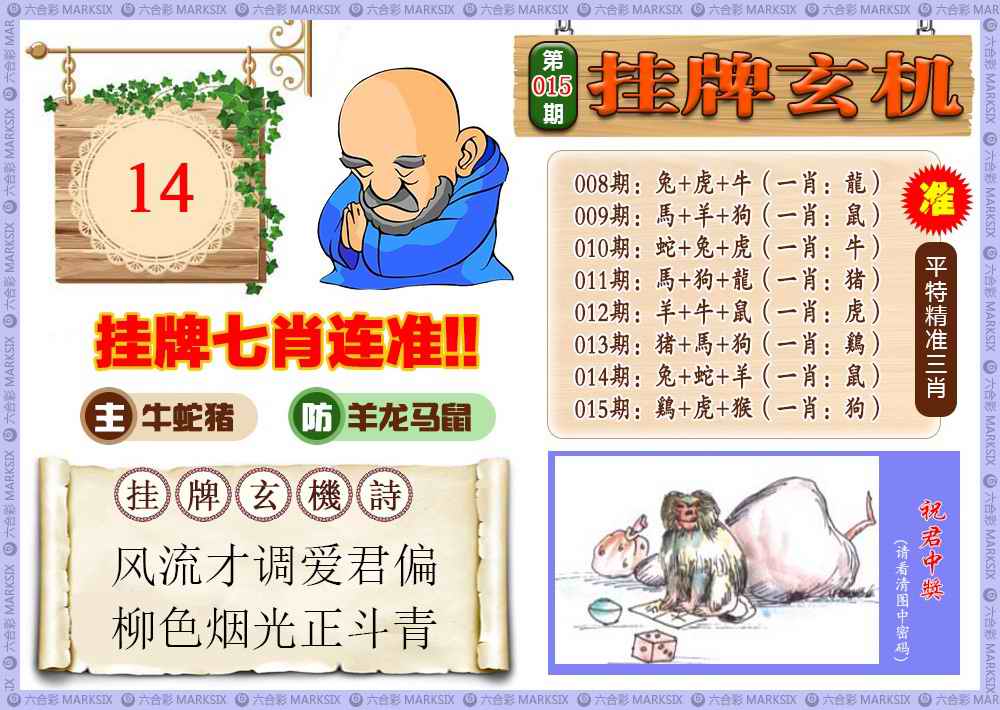 六合彩 MARKSIX
14
第
015
期
挂牌玄机
008期：兔+虎+牛（一肖：龍）
009期：馬+羊+狗（一肖：鼠）
010期：蛇+兔+虎（一肖：牛）
011期：馬+狗+龍（一肖：猪）
012期：羊+牛+鼠（一肖：虎）
013期：猪+馬+狗（一肖：鷄）
014期：兔+蛇+羊（一肖：鼠）
015期：鷄+虎+猴（一肖：狗）
准
平特精准三肖
挂牌七肖连准!!
主 牛蛇猪
防 羊龙马鼠
挂牌玄機詩
风流才调爱君偏
柳色烟光正斗青
祝君中獎
（请看清图中密码）